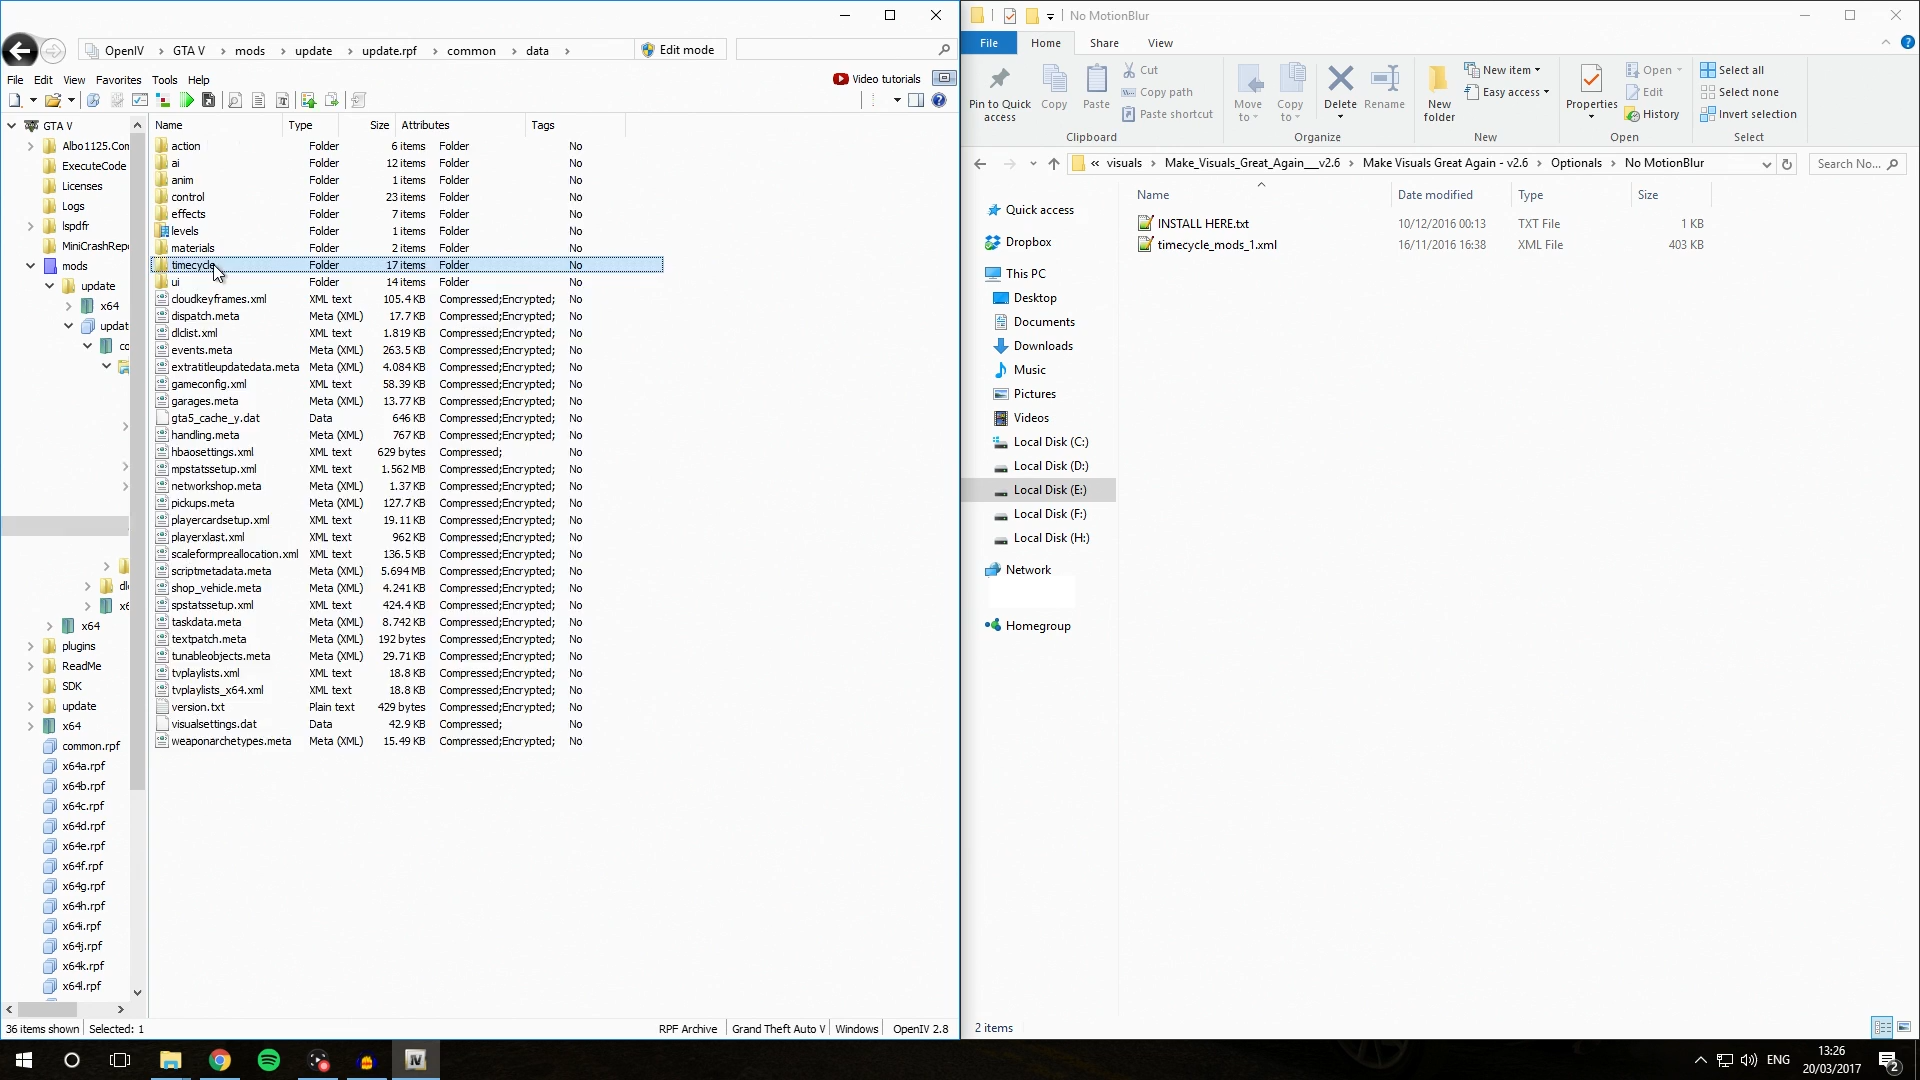 OpenIV GTA V mods update update.rpf common data Edit mode
File Edit View Favorites Tools Help Video tutorials
GTA V
Albo1125.Con
ExecuteCode
Licenses
Logs
lspdfr
MiniCrashRep
mods
update
x64
updat
co
dl
x6
x64
plugins
ReadMe
SDK
update
x64
common.rpf
x64a.rpf
x64b.rpf
x64c.rpf
x64d.rpf
x64e.rpf
x64f.rpf
x64g.rpf
x64h.rpf
x64i.rpf
x64j.rpf
x64k.rpf
x64l.rpf
Name Type Size Attributes Tags
action Folder 6 items Folder No
ai Folder 12 items Folder No
anim Folder 1 items Folder No
control Folder 23 items Folder No
effects Folder 7 items Folder No
levels Folder 1 items Folder No
materials Folder 2 items Folder No
timecycle Folder 17 items Folder No
ui Folder 14 items Folder No
cloudkeyframes.xml XML text 105.4 KB Compressed;Encrypted; No
dispatch.meta Meta (XML) 17.7 KB Compressed;Encrypted; No
dlclist.xml XML text 1.819 KB Compressed;Encrypted; No
events.meta Meta (XML) 263.5 KB Compressed;Encrypted; No
extratitleupdatedata.meta Meta (XML) 4.084 KB Compressed;Encrypted; No
gameconfig.xml XML text 58.39 KB Compressed;Encrypted; No
garages.meta Meta (XML) 13.77 KB Compressed;Encrypted; No
gta5_cache_y.dat Data 646 KB Compressed;Encrypted; No
handling.meta Meta (XML) 767 KB Compressed;Encrypted; No
hbaosettings.xml XML text 629 bytes Compressed; No
mpstatssetup.xml XML text 1.562 MB Compressed;Encrypted; No
networkshop.meta Meta (XML) 1.37 KB Compressed;Encrypted; No
pickups.meta Meta (XML) 127.7 KB Compressed;Encrypted; No
playercardsetup.xml XML text 19.11 KB Compressed;Encrypted; No
playerxlast.xml XML text 962 KB Compressed;Encrypted; No
scaleformpreallocation.xml XML text 136.5 KB Compressed;Encrypted; No
scriptmetadata.meta Meta (XML) 5.694 MB Compressed;Encrypted; No
shop_vehicle.meta Meta (XML) 4.241 KB Compressed;Encrypted; No
spstatssetup.xml XML text 424.4 KB Compressed;Encrypted; No
taskdata.meta Meta (XML) 8.742 KB Compressed;Encrypted; No
textpatch.meta Meta (XML) 192 bytes Compressed;Encrypted; No
tunableobjects.meta Meta (XML) 29.71 KB Compressed;Encrypted; No
tvplaylists.xml XML text 18.8 KB Compressed;Encrypted; No
tvplaylists_x64.xml XML text 18.8 KB Compressed;Encrypted; No
version.txt Plain text 429 bytes Compressed;Encrypted; No
visualsettings.dat Data 42.9 KB Compressed; No
weaponarchetypes.meta Meta (XML) 15.49 KB Compressed;Encrypted; No
36 items shown Selected: 1 RPF Archive Grand Theft Auto V Windows OpenIV 2.8
No MotionBlur
File Home Share View
Pin to Quick access
Copy
Paste
Cut
Copy path
Paste shortcut
Clipboard
Move to
Copy to
Delete
Rename
Organize
New folder
New item
Easy access
New
Properties
Open
Edit
History
Open
Select all
Select none
Invert selection
Select
« visuals Make_Visuals_Great_Again___v2.6 Make Visuals Great Again - v2.6 Optionals No MotionBlur Search No...
Quick access
Dropbox
This PC
Desktop
Documents
Downloads
Music
Pictures
Videos
Local Disk (C:)
Local Disk (D:)
Local Disk (E:)
Local Disk (F:)
Local Disk (H:)
Network
Homegroup
Name Date modified Type Size
INSTALL HERE.txt 10/12/2016 00:13 TXT File 1 KB
timecycle_mods_1.xml 16/11/2016 16:38 XML File 403 KB
2 items
IV
ENG
13:26
20/03/2017
2